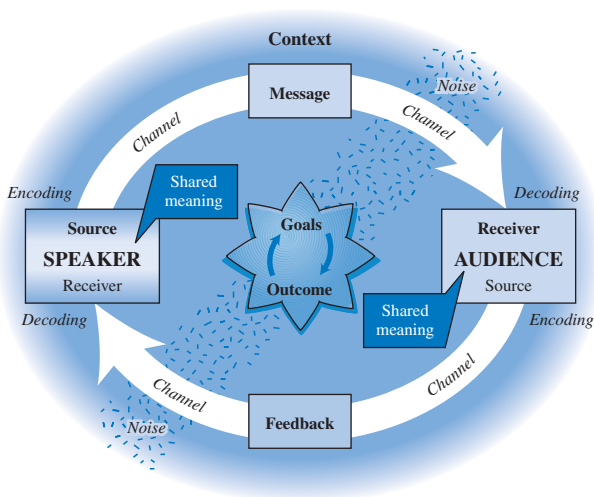 Context
Message
Noise
Channel
Channel
Encoding
Shared
meaning
Decoding
Source
SPEAKER
Receiver
Goals
Outcome
Receiver
AUDIENCE
Source
Shared
meaning
Decoding
Encoding
Channel
Channel
Feedback
Noise